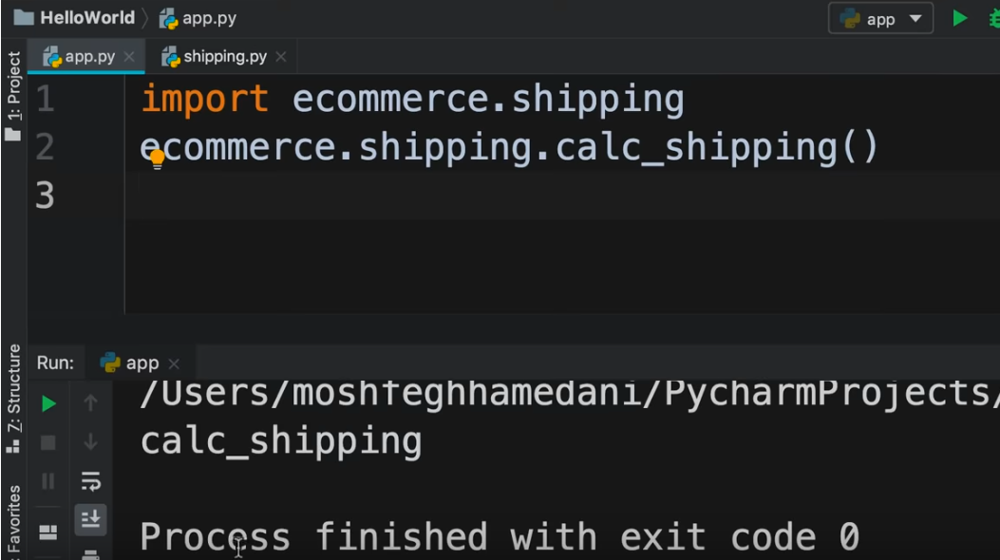 HelloWorld app.py app
1: Project
app.py shipping.py
1 import ecommerce.shipping
2 ecommerce.shipping.calc_shipping()
3
Z: Structure
Favorites
Run: app
/Users/moshfeghhamedani/PycharmProjects/
calc_shipping
Process finished with exit code 0